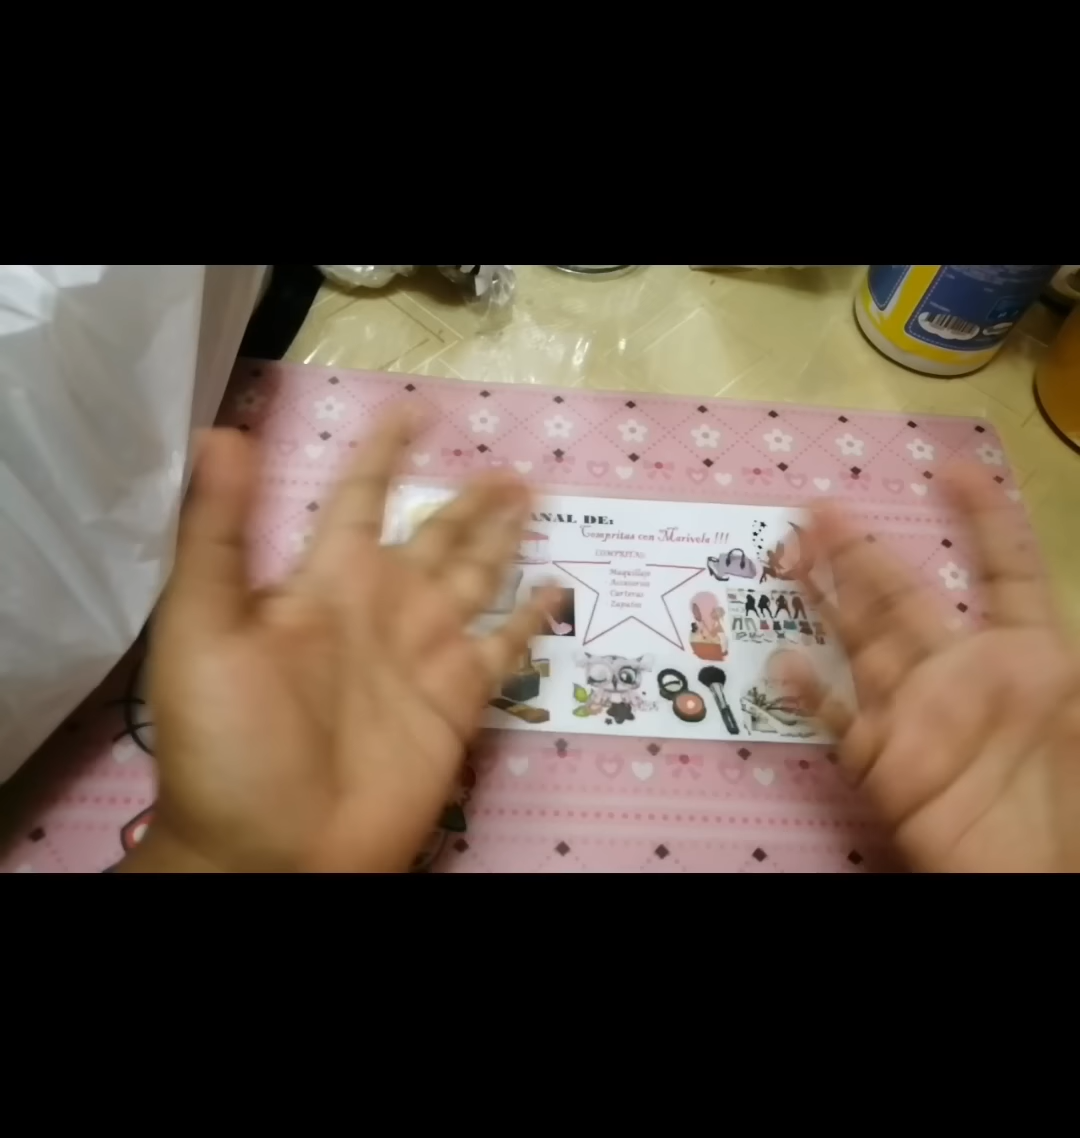 ANAL DE:
Compritas con Marivela !!!
COMPRITAS:
Maquillaje
Accesorios
Carteras
Zapatos